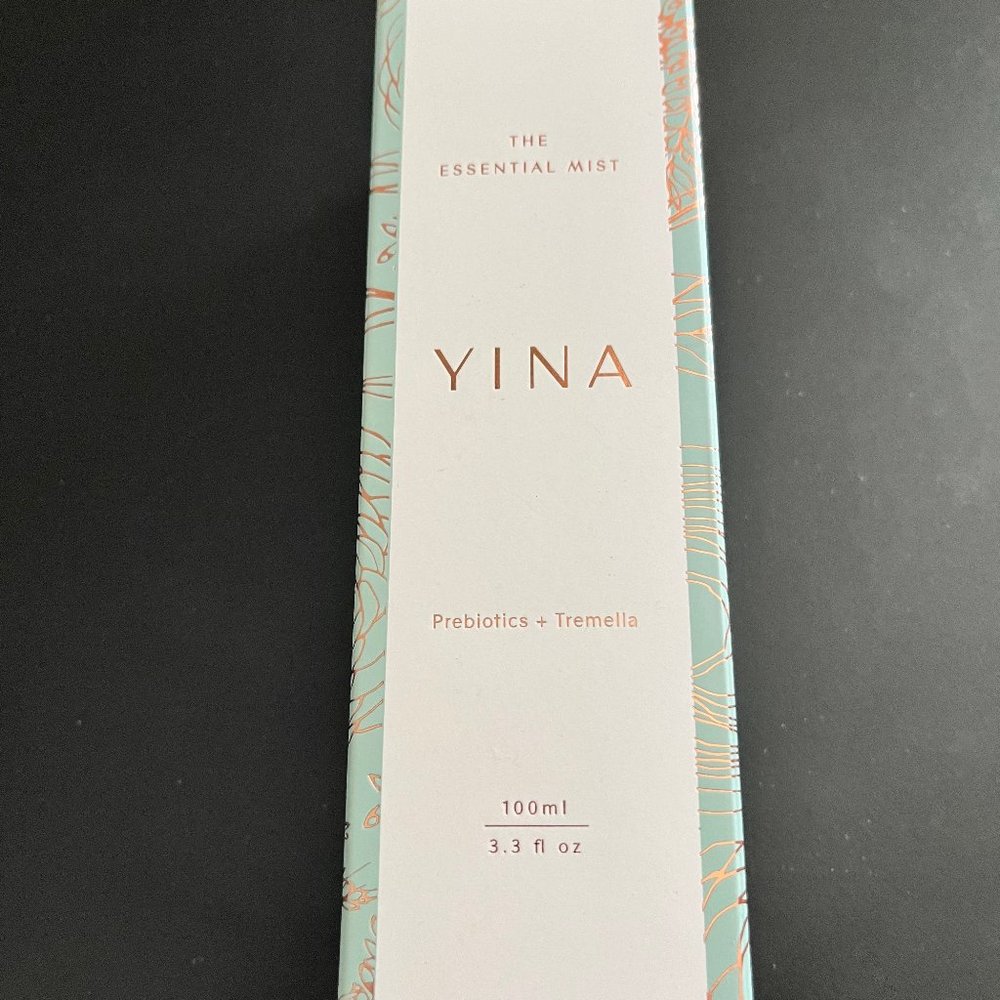 THE
ESSENTIAL MIST
YINA
Prebiotics + Tremella
100ml
3.3 fl oz